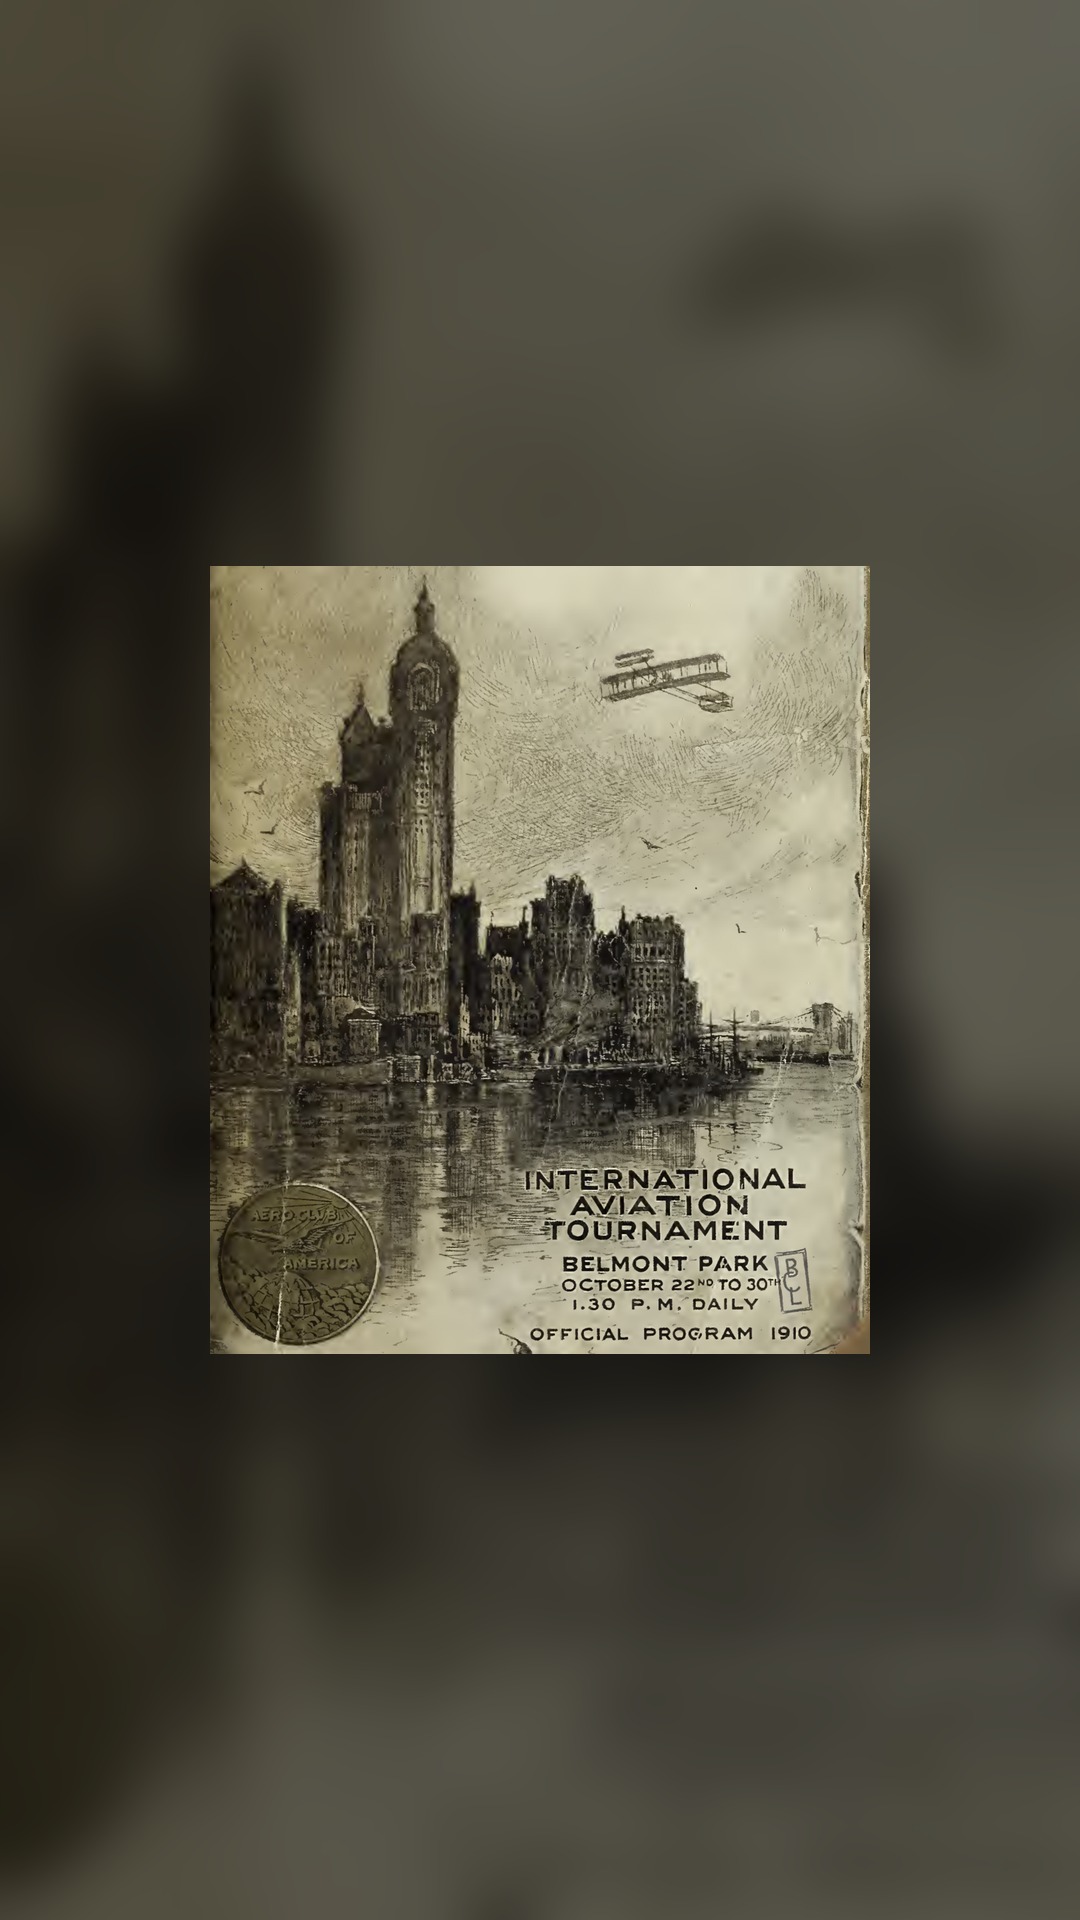 AERO CLUB
OF
AMERICA
INTERNATIONAL
AVIATION
TOURNAMENT
BELMONT PARK
OCTOBER 22ND TO 30TH
1.30 P. M. DAILY
OFFICIAL PROGRAM 1910
BCL